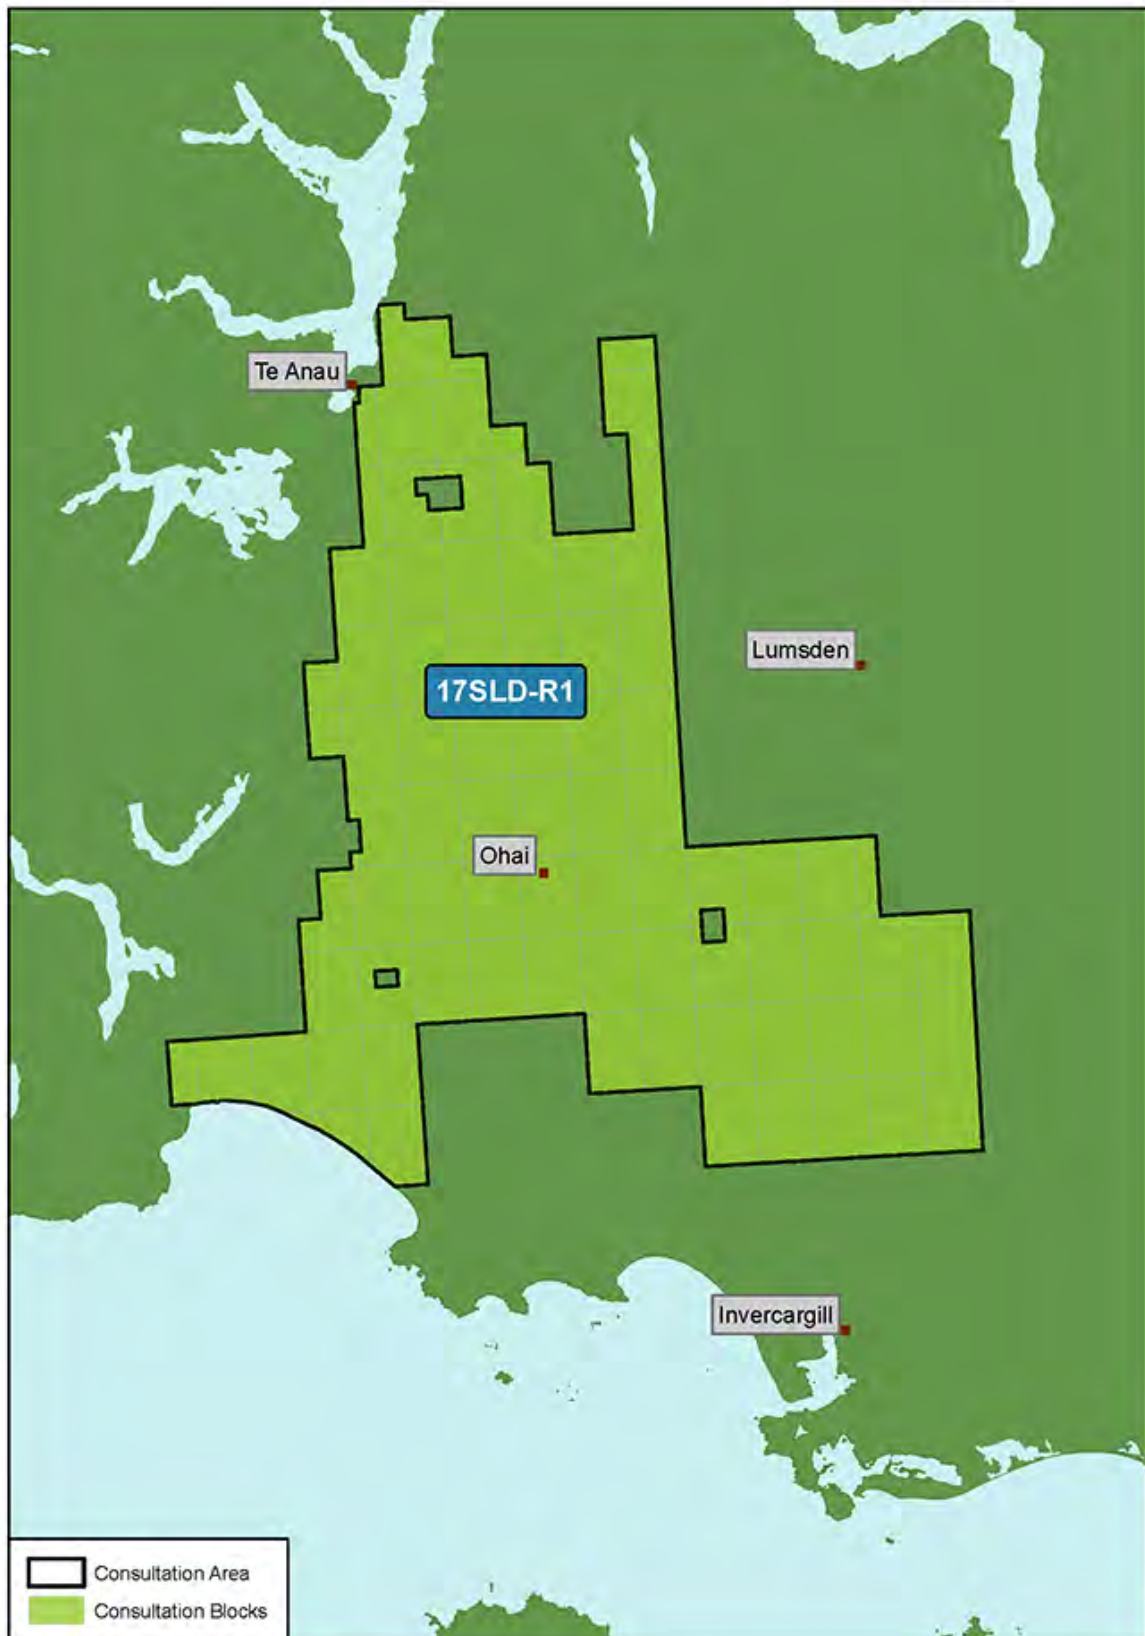 Te Anau
Lumsden
17SLD-R1
Ohai
Invercargill
Consultation Area
Consultation Blocks